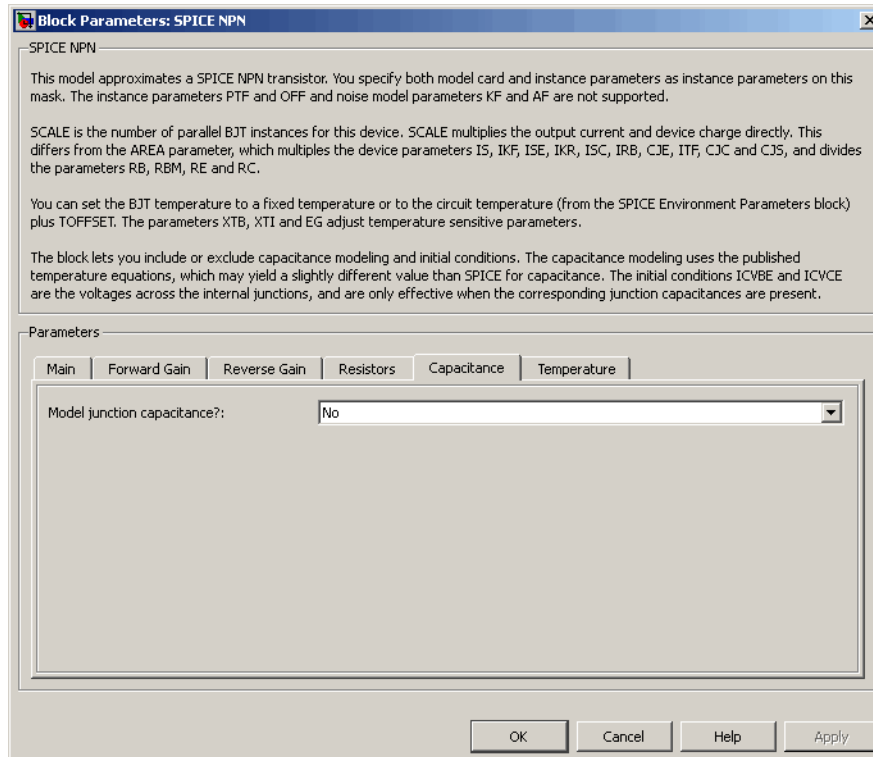 Block Parameters: SPICE NPN
SPICE NPN
This model approximates a SPICE NPN transistor. You specify both model card and instance parameters as instance parameters on this
mask. The instance parameters PTF and OFF and noise model parameters KF and AF are not supported.
SCALE is the number of parallel BJT instances for this device. SCALE multiplies the output current and device charge directly. This
differs from the AREA parameter, which multiples the device parameters IS, IKF, ISE, IKR, ISC, IRB, CJE, ITF, CJC and CJS, and divides
the parameters RB, RBM, RE and RC.
You can set the BJT temperature to a fixed temperature or to the circuit temperature (from the SPICE Environment Parameters block)
plus TOFFSET. The parameters XTB, XTI and EG adjust temperature sensitive parameters.
The block lets you include or exclude capacitance modeling and initial conditions. The capacitance modeling uses the published
temperature equations, which may yield a slightly different value than SPICE for capacitance. The initial conditions ICVBE and ICVCE
are the voltages across the internal junctions, and are only effective when the corresponding junction capacitances are present.
Parameters
Main Forward Gain Reverse Gain Resistors Capacitance Temperature
Model junction capacitance?: No
OK Cancel Help Apply